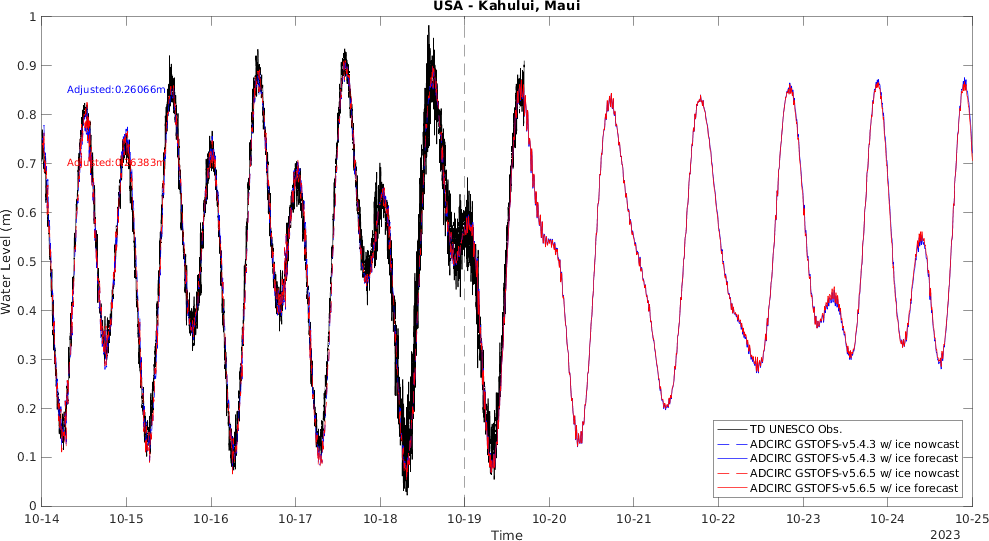 USA - Kahului, Maui
1
0.9
0.8
0.7
0.6
0.5
0.4
0.3
0.2
0.1
0
Water Level (m)
Adjusted:0.26066m
TD UNESCO Obs.
ADCIRC GSTOFS-v5.4.3 w/ ice nowcast
ADCIRC GSTOFS-v5.4.3 w/ ice forecast
ADCIRC GSTOFS-v5.6.5 w/ ice nowcast
ADCIRC GSTOFS-v5.6.5 w/ ice forecast
10-14 10-15 10-16 10-17 10-18 10-19 10-20 10-21 10-22 10-23 10-24 10-25
Time
2023